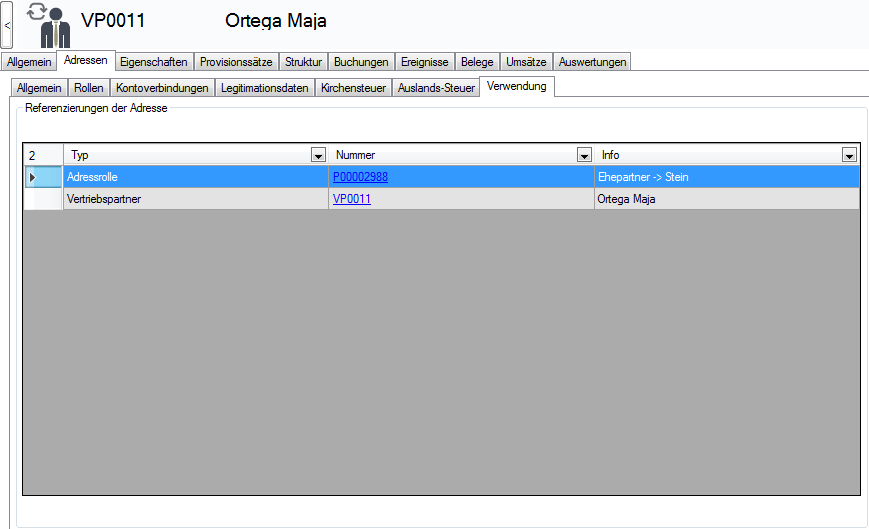 < VP0011 Ortega Maja
Allgemein Adressen Eigenschaften Provisionssätze Struktur Buchungen Ereignisse Belege Umsätze Auswertungen
Allgemein Rollen Kontoverbindungen Legitimationsdaten Kirchensteuer Auslands-Steuer Verwendung
Referenzierungen der Adresse
2 Typ Nummer Info
Adressrolle P00002988 Ehepartner -> Stein
Vertriebspartner VP0011 Ortega Maja